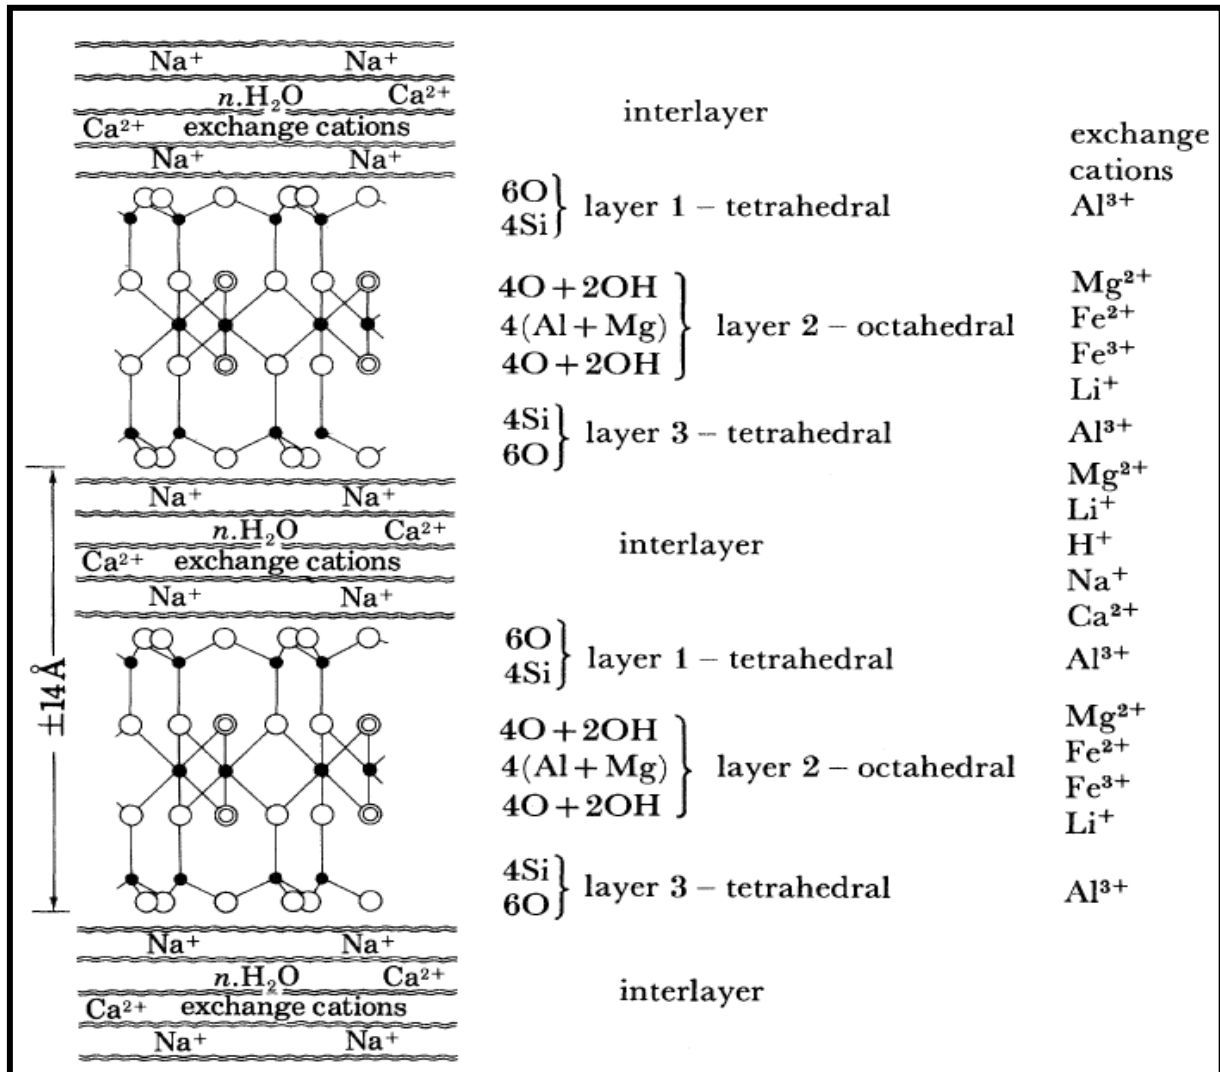 Na⁺ Na⁺
n.H₂O Ca²⁺
Ca²⁺ exchange cations
Na⁺ Na⁺
interlayer
exchange
cations
6O
4Si
layer 1 – tetrahedral
Al³⁺
4O + 2OH
4(Al + Mg)
4O + 2OH
layer 2 – octahedral
Mg²⁺
Fe²⁺
Fe³⁺
Li⁺
4Si
6O
layer 3 – tetrahedral
Al³⁺
Na⁺ Na⁺
n.H₂O Ca²⁺
Ca²⁺ exchange cations
Na⁺ Na⁺
interlayer
Mg²⁺
Li⁺
H⁺
Na⁺
Ca²⁺
±14Å
6O
4Si
layer 1 – tetrahedral
Al³⁺
4O + 2OH
4(Al + Mg)
4O + 2OH
layer 2 – octahedral
Mg²⁺
Fe²⁺
Fe³⁺
Li⁺
4Si
6O
layer 3 – tetrahedral
Al³⁺
Na⁺ Na⁺
n.H₂O Ca²⁺
Ca²⁺ exchange cations
Na⁺ Na⁺
interlayer